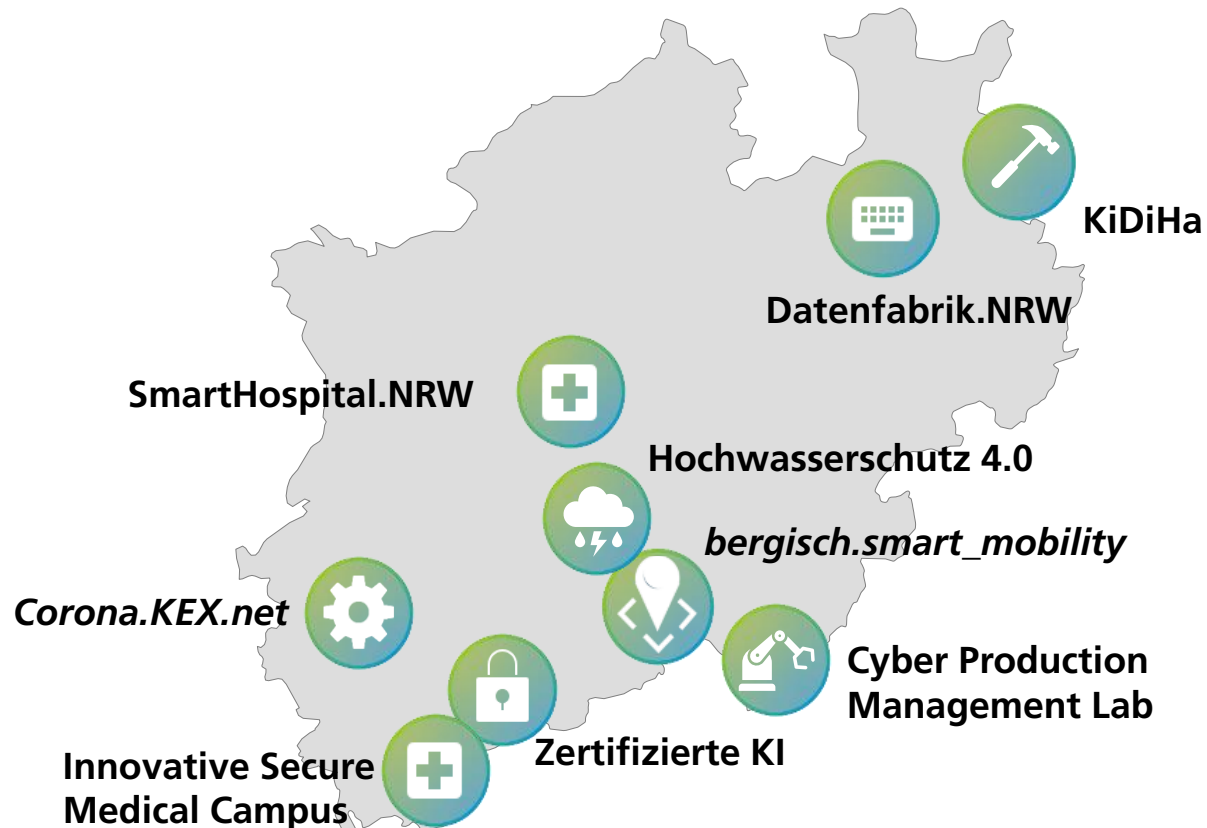 KiDiHa
Datenfabrik.NRW
SmartHospital.NRW
Hochwasserschutz 4.0
bergisch.smart_mobility
Corona.KEX.net
Cyber Production
Management Lab
Zertifizierte KI
Innovative Secure
Medical Campus